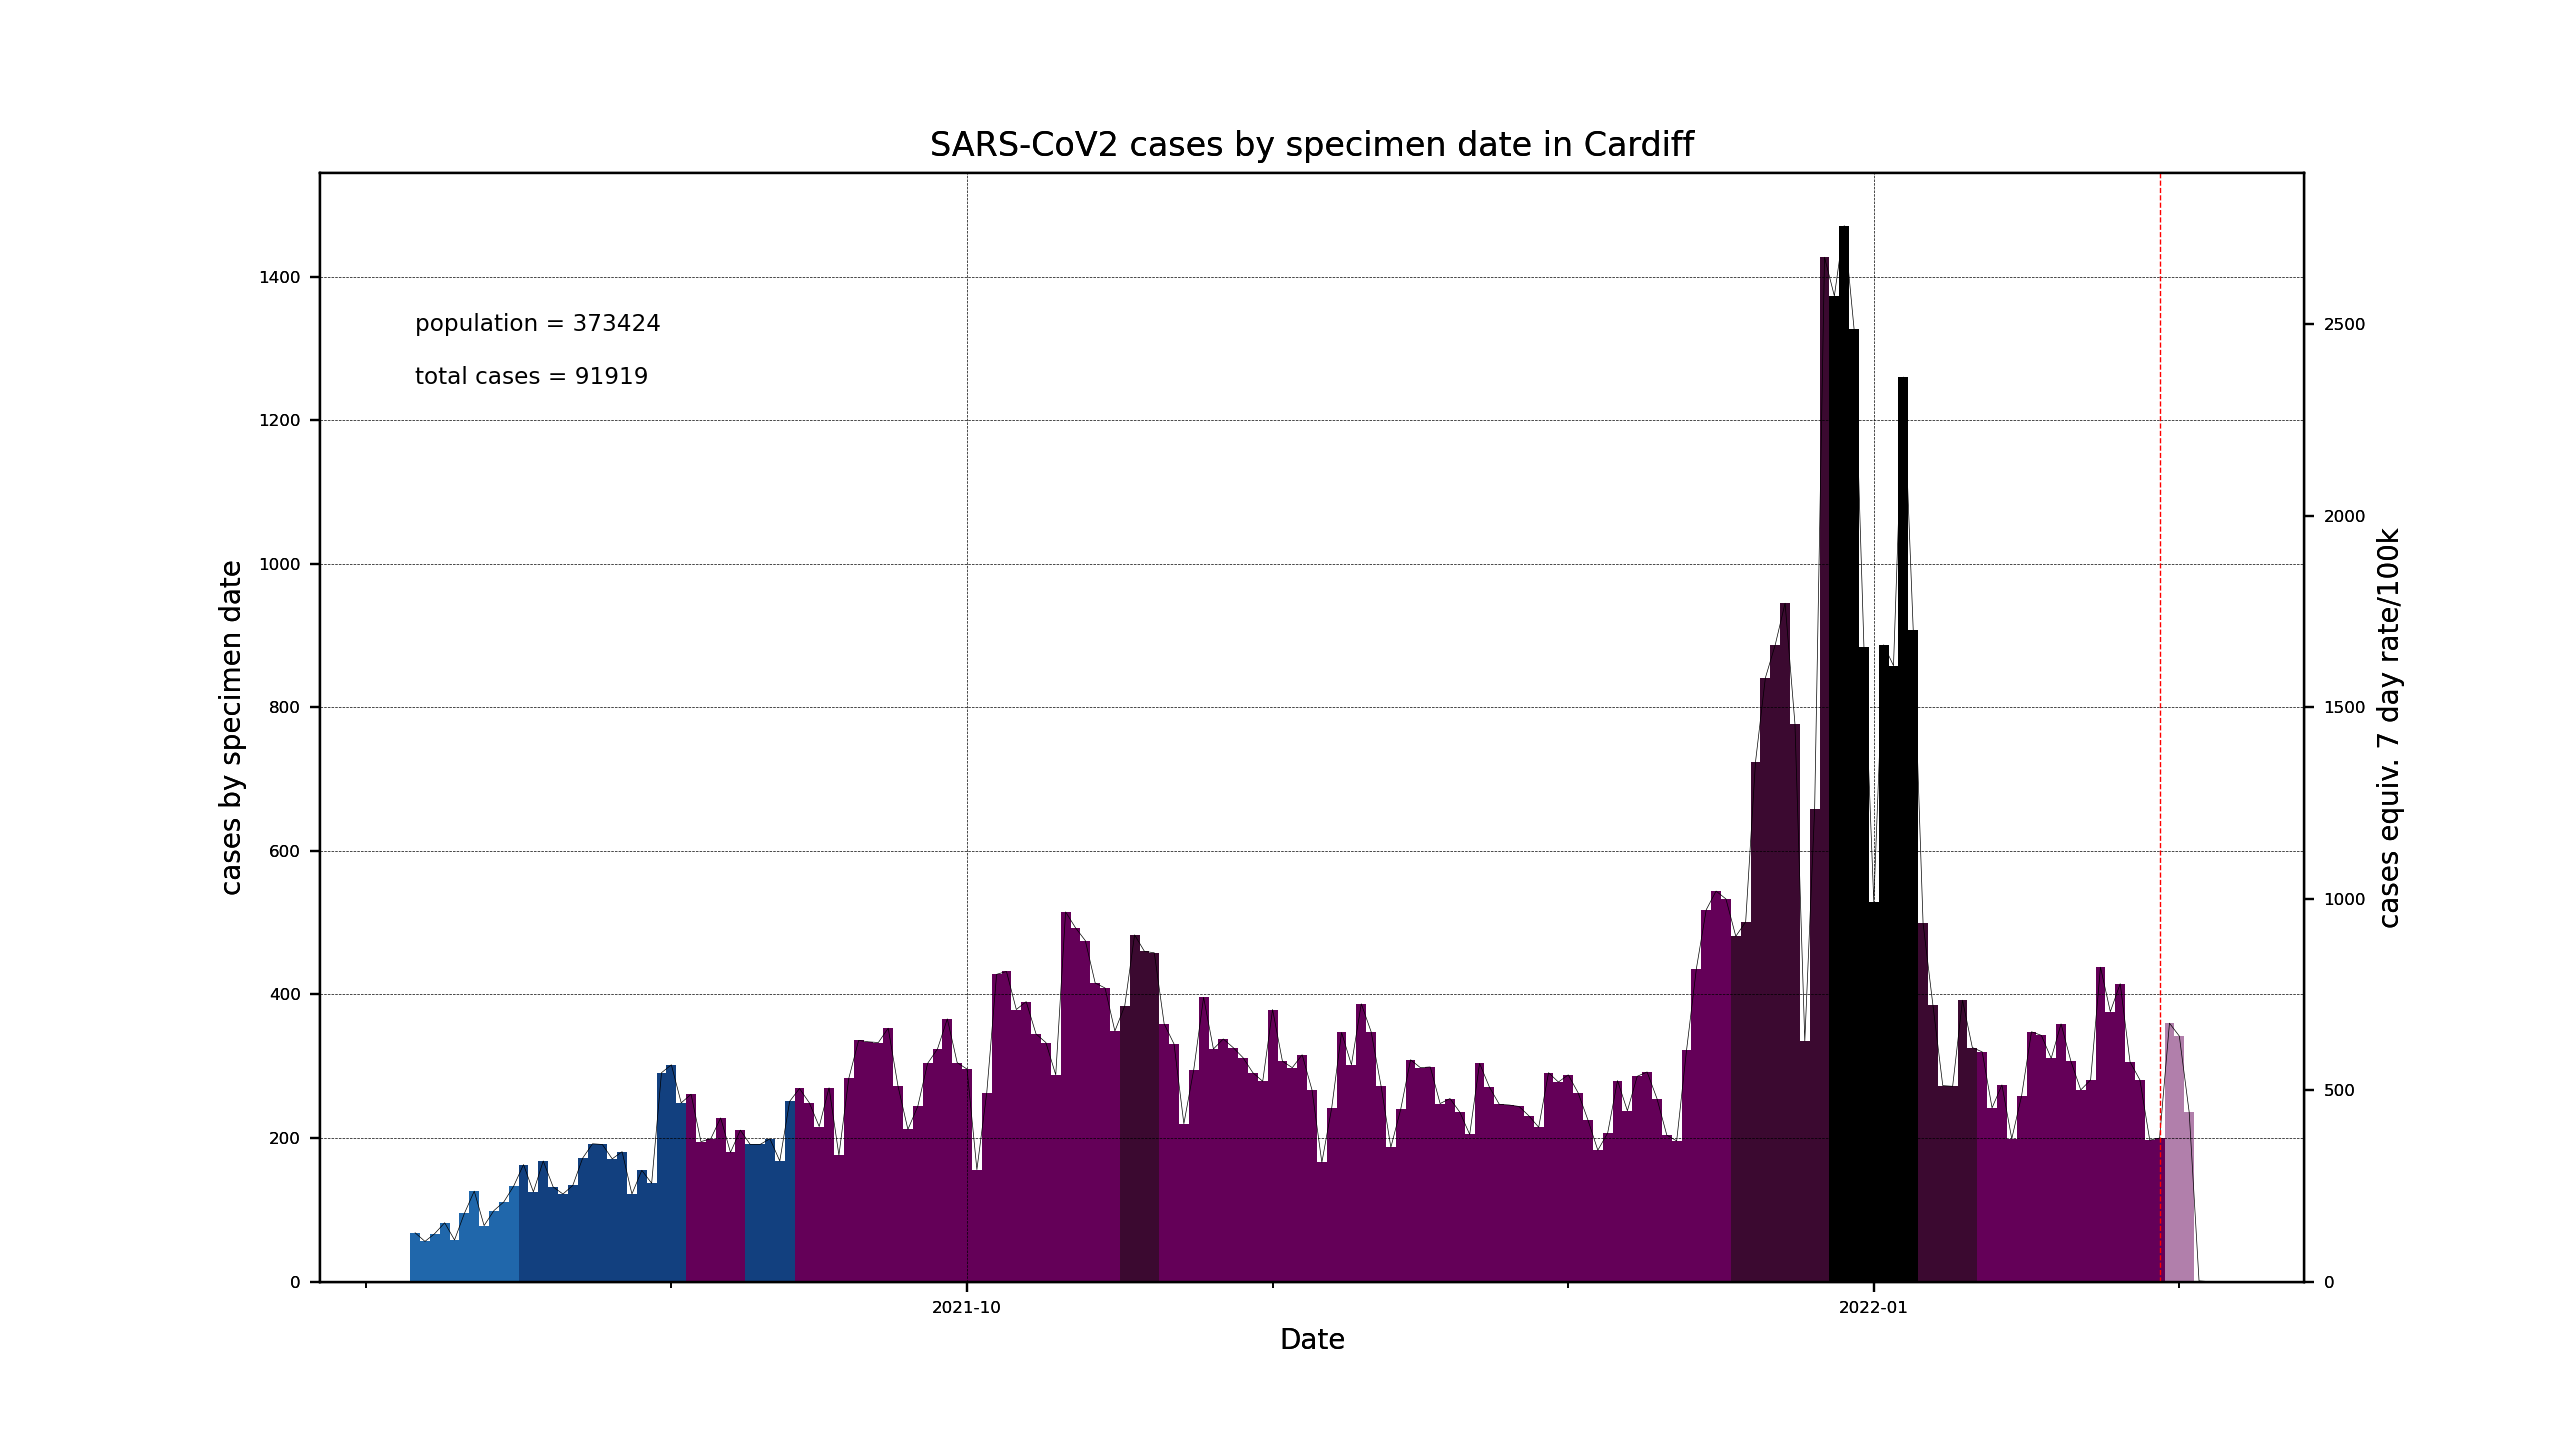 SARS-CoV2 cases by specimen date in Cardiff
population = 373424
total cases = 91919
cases by specimen date
1400
1200
1000
800
600
400
200
0
2500
2000
1500
1000
500
0
cases equiv. 7 day rate/100k
2021-10
2022-01
Date